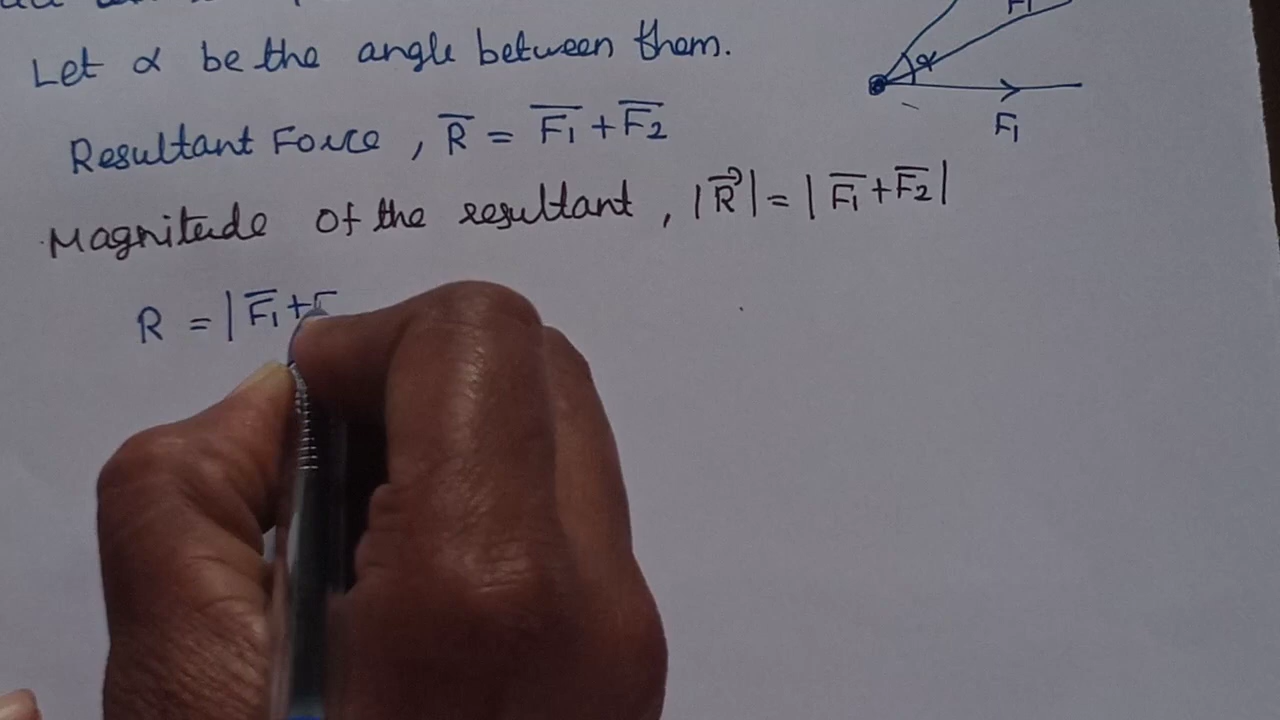 Let α be the angle between them.
F₁
Resultant Force , R̅ = F̅₁ + F̅₂
Magnitude of the resultant , |R⃗| = | F̅₁ + F̅₂ |
R = | F̅₁ +
α
F₁